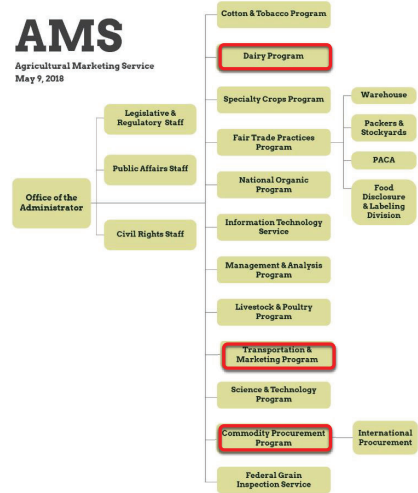 AMS
Agricultural Marketing Service
May 9, 2018
Office of the
Administrator
Legislative &
Regulatory Staff
Public Affairs Staff
Civil Rights Staff
Cotton & Tobacco Program
Dairy Program
Specialty Crops Program
Fair Trade Practices
Program
Warehouse
Packers &
Stockyards
PACA
Food
Disclosure
& Labeling
Division
National Organic
Program
Information Technology
Service
Management & Analysis
Program
Livestock & Poultry
Program
Transportation &
Marketing Program
Science & Technology
Program
Commodity Procurement
Program
International
Procurement
Federal Grain
Inspection Service